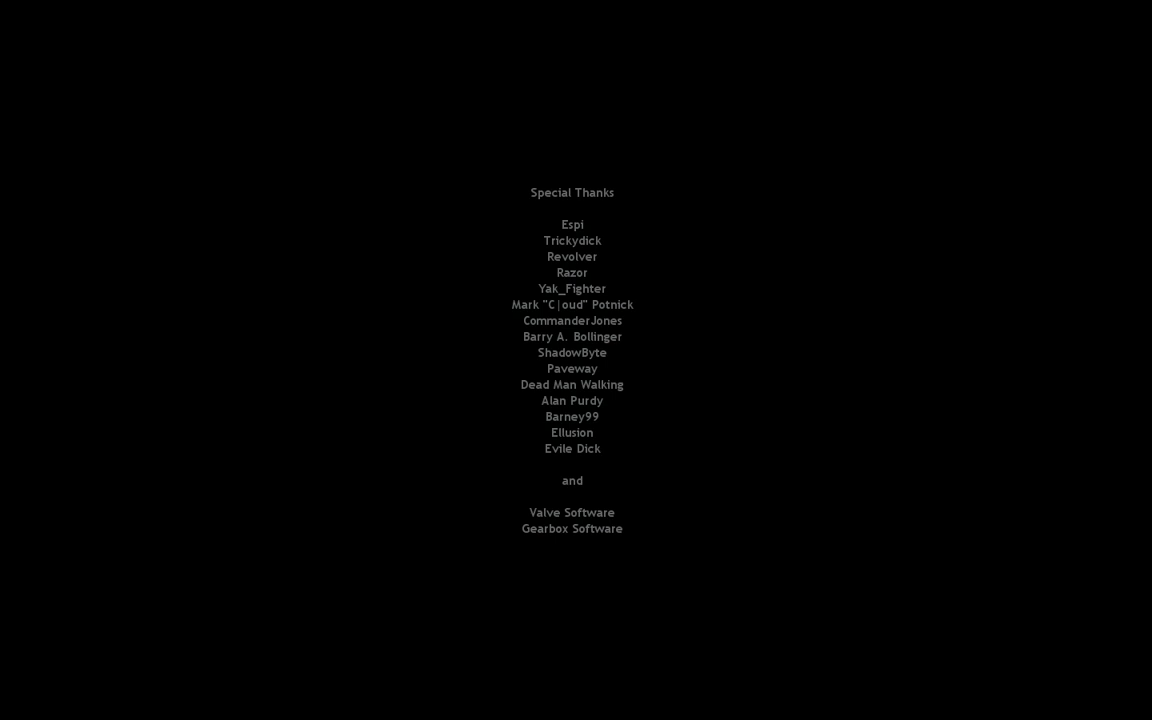 Special Thanks
Espi
Trickydick
Revolver
Razor
Yak_Fighter
Mark "C|oud" Potnick
CommanderJones
Barry A. Bollinger
ShadowByte
Paveway
Dead Man Walking
Alan Purdy
Barney99
Ellusion
Evile Dick
and
Valve Software
Gearbox Software